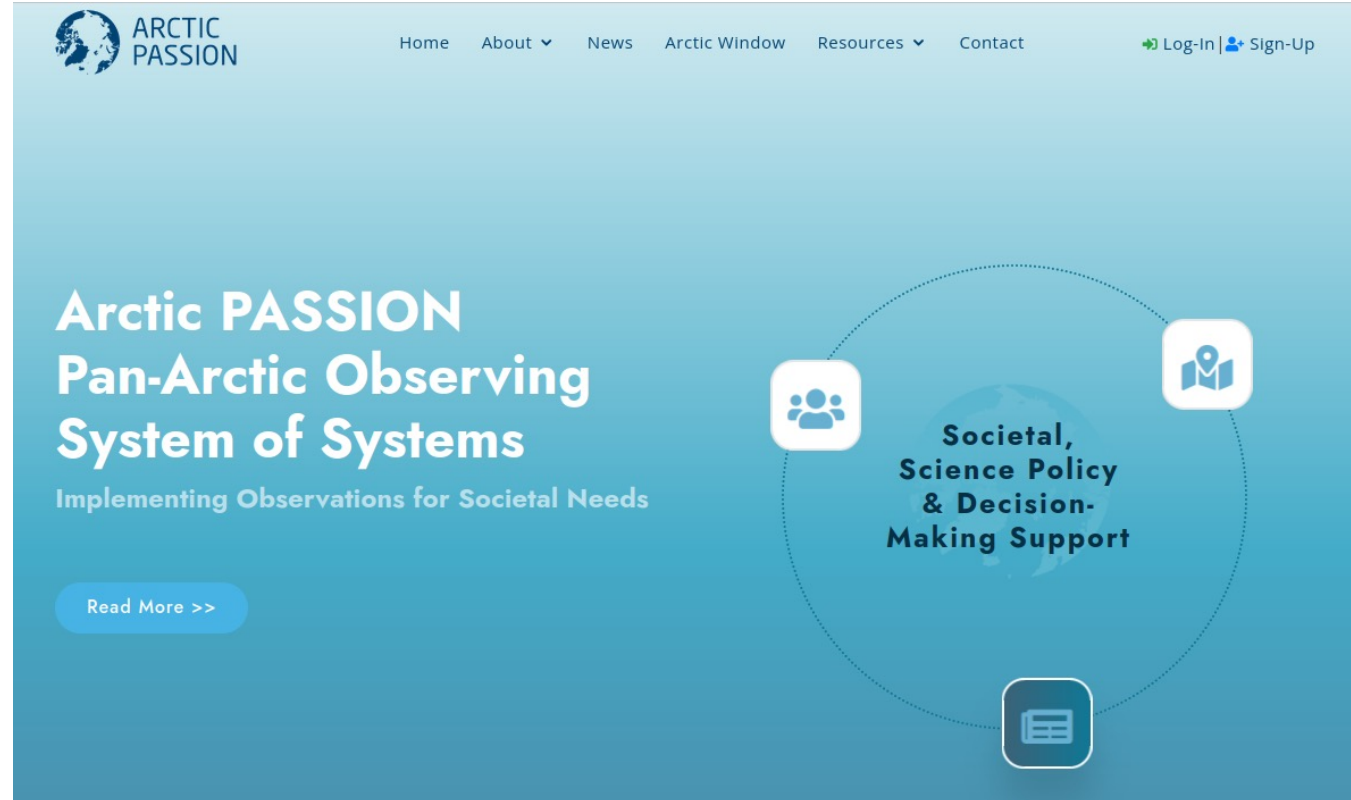 ARCTIC
PASSION
Home About News Arctic Window Resources Contact Log-In | Sign-Up
Arctic PASSION
Pan-Arctic Observing
System of Systems
Implementing Observations for Societal Needs
Read More >>
Societal,
Science Policy
& Decision-
Making Support